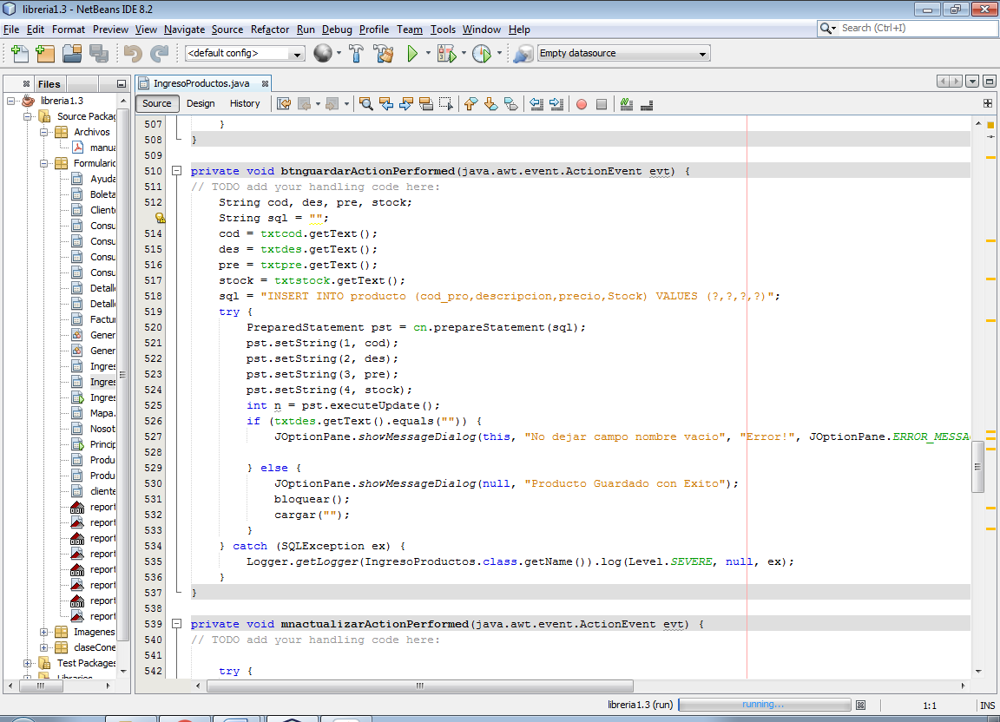 libreria1.3 - NetBeans IDE 8.2
File Edit Format Preview View Navigate Source Refactor Run Debug Profile Team Tools Window Help
Search (Ctrl+I)
<default config>
Empty datasource
Files
IngresoProductos.java
Source Design History
libreria1.3
Source Packag
Archivos
manua
Formulario
Ayuda
Boleta
Cliente
Consu
Consu
Consu
Consu
Detalle
Detalle
Factur
Gener
Gener
Ingres
Ingres
Ingres
Mapa.
Nosot
Princip
Produ
Produ
cliente
report
report
report
report
report
report
report
report
Imagenes
claseCone
Test Packages
Libraries
507 }
508 }
509
510 private void btnguardarActionPerformed(java.awt.event.ActionEvent evt) {
511 // TODO add your handling code here:
512 String cod, des, pre, stock;
String sql = "";
514 cod = txtcod.getText();
515 des = txtdes.getText();
516 pre = txtpre.getText();
517 stock = txtstock.getText();
518 sql = "INSERT INTO producto (cod_pro,descripcion,precio,Stock) VALUES (?,?,?,?)";
519 try {
520 PreparedStatement pst = cn.prepareStatement(sql);
521 pst.setString(1, cod);
522 pst.setString(2, des);
523 pst.setString(3, pre);
524 pst.setString(4, stock);
525 int n = pst.executeUpdate();
526 if (txtdes.getText().equals("")) {
527 JOptionPane.showMessageDialog(this, "No dejar campo nombre vacio", "Error!", JOptionPane.ERROR_MESSA
528
529 } else {
530 JOptionPane.showMessageDialog(null, "Producto Guardado con Exito");
531 bloquear();
532 cargar("");
533 }
534 } catch (SQLException ex) {
535 Logger.getLogger(IngresoProductos.class.getName()).log(Level.SEVERE, null, ex);
536 }
537 }
538
539 private void mnactualizarActionPerformed(java.awt.event.ActionEvent evt) {
540 // TODO add your handling code here:
541
542 try {
libreria1.3 (run) running... 1:1 INS